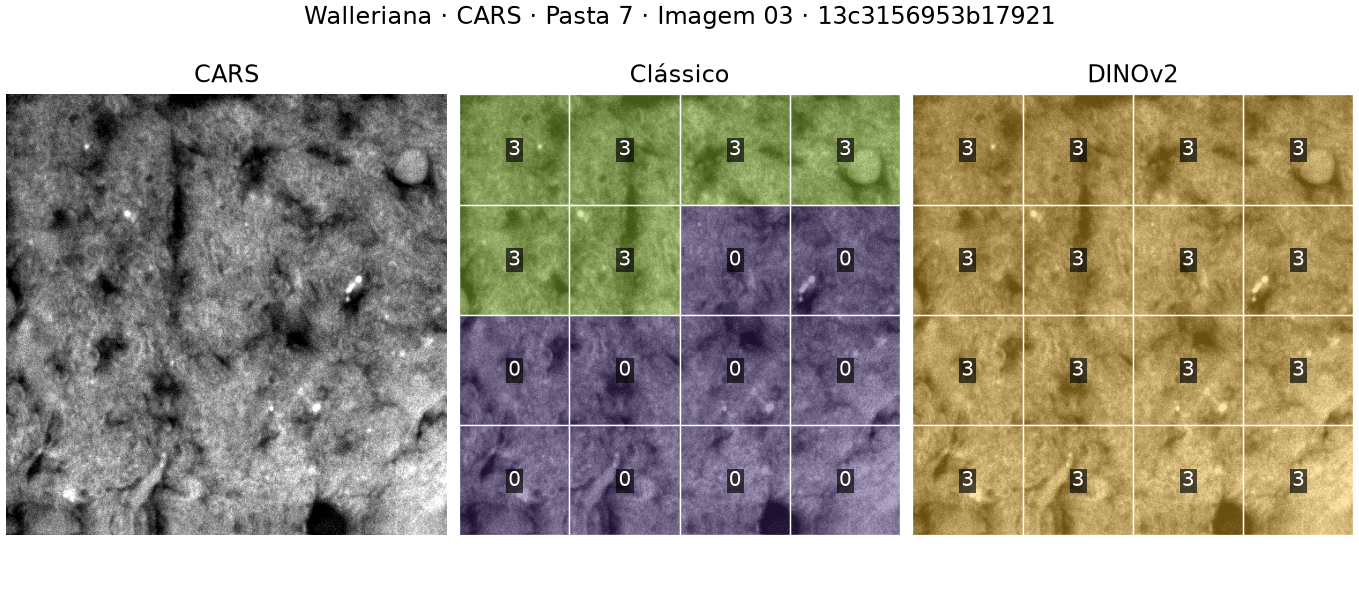 Walleriana · CARS · Pasta 7 · Imagem 03 · 13c3156953b17921
CARS Clássico DINOv2
3 3 3 3 3 3 3 3
3 3 0 0 3 3 3 3
0 0 0 0 3 3 3 3
0 0 0 0 3 3 3 3